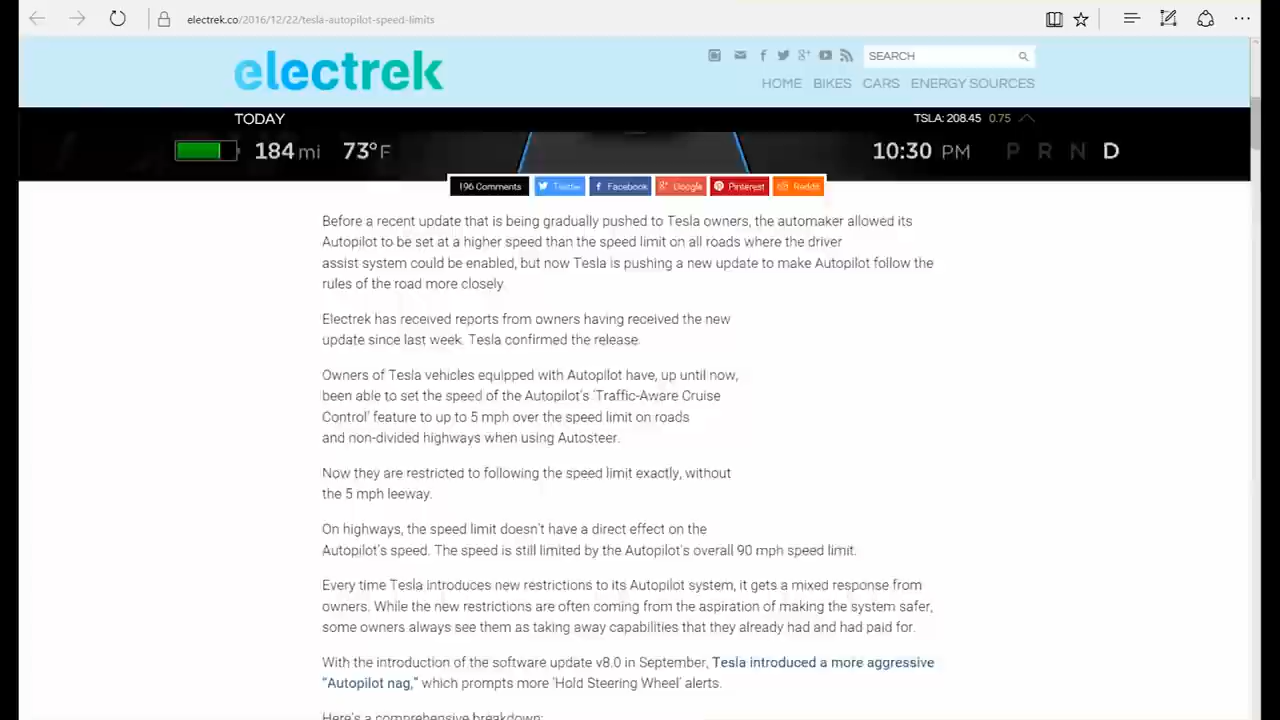 electrek.co/2016/12/22/tesla-autopilot-speed-limits
electrek
SEARCH
HOME BIKES CARS ENERGY SOURCES
TODAY
TSLA: 208.45 0.75
184 mi 73°F
10:30 PM P R N D
196 Comments Twitter Facebook Google Pinterest Reddit
Before a recent update that is being gradually pushed to Tesla owners, the automaker allowed its
Autopilot to be set at a higher speed than the speed limit on all roads where the driver
assist system could be enabled, but now Tesla is pushing a new update to make Autopilot follow the
rules of the road more closely.
Electrek has received reports from owners having received the new
update since last week. Tesla confirmed the release.
Owners of Tesla vehicles equipped with Autopilot have, up until now,
been able to set the speed of the Autopilot's 'Traffic-Aware Cruise
Control' feature to up to 5 mph over the speed limit on roads
and non-divided highways when using Autosteer.
Now they are restricted to following the speed limit exactly, without
the 5 mph leeway.
On highways, the speed limit doesn't have a direct effect on the
Autopilot's speed. The speed is still limited by the Autopilot's overall 90 mph speed limit.
Every time Tesla introduces new restrictions to its Autopilot system, it gets a mixed response from
owners. While the new restrictions are often coming from the aspiration of making the system safer,
some owners always see them as taking away capabilities that they already had and had paid for.
With the introduction of the software update v8.0 in September, Tesla introduced a more aggressive
"Autopilot nag," which prompts more 'Hold Steering Wheel' alerts.
Here's a comprehensive breakdown: